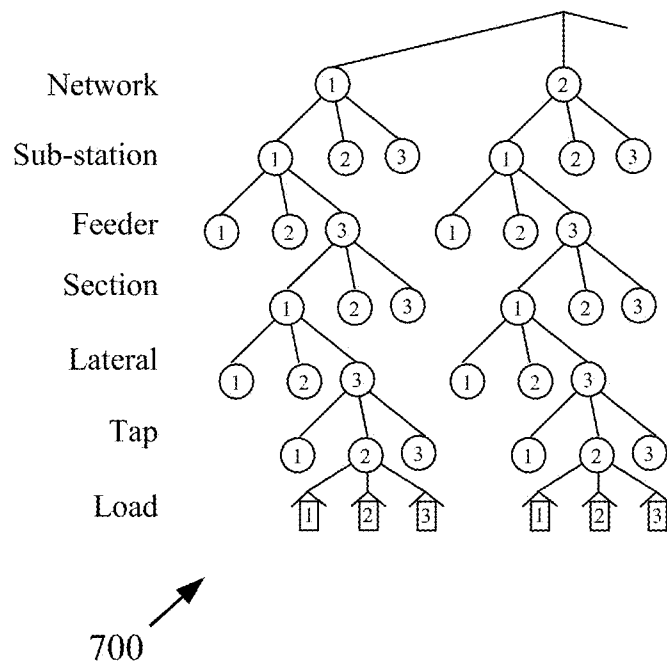 Network 1 2
Sub-station 1 2 3 1 2 3
Feeder 1 2 3 1 2 3
Section 1 2 3 1 2 3
Lateral 1 2 3 1 2 3
Tap 1 2 3 1 2 3
Load 1 2 3 1 2 3
700